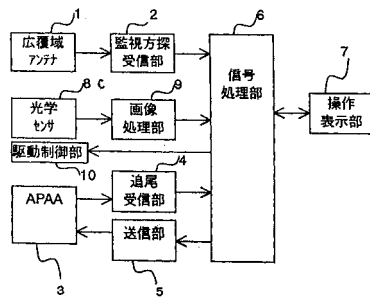 1
広覆域
アンテナ
2
監視方探
受信部
6
信号
処理部
7
操作
表示部
8
C
光学
センサ
9
画像
処理部
駆動制御部
10
4
追尾
受信部
APAA
3
送信部
5